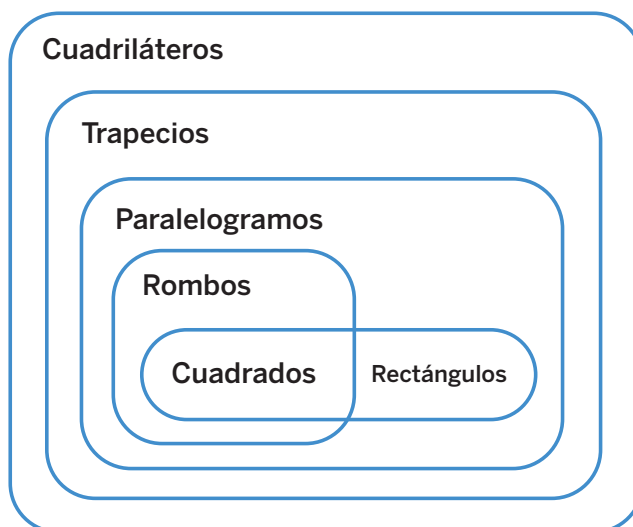 Cuadriláteros
Trapecios
Paralelogramos
Rombos
Cuadrados
Rectángulos